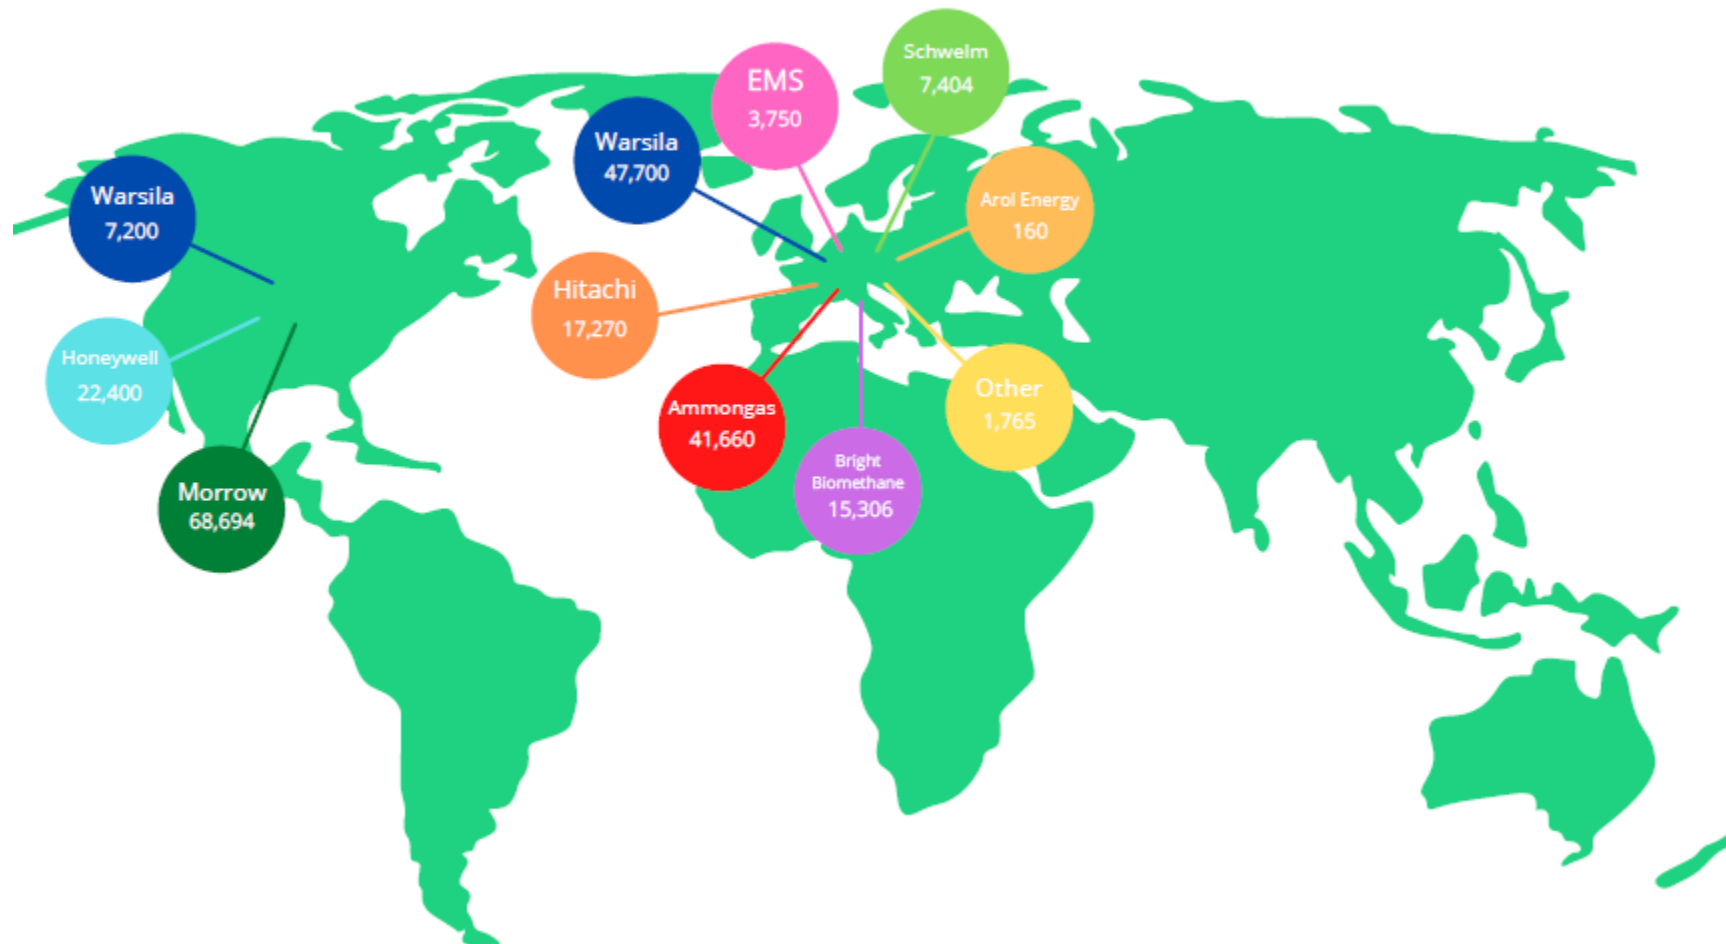 Schwelm
7,404
EMS
3,750
Warsila
47,700
Warsila
7,200
Arol Energy
160
Hitachi
17,270
Honeywell
22,400
Other
1,765
Ammongas
41,660
Bright
Biomethane
15,306
Morrow
68,694